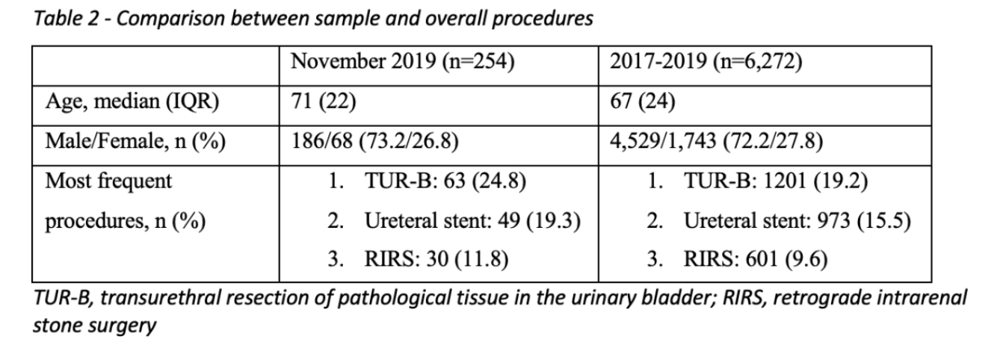 Table 2 - Comparison between sample and overall procedures
November 2019 (n=254) 2017-2019 (n=6,272)
Age, median (IQR) 71 (22) 67 (24)
Male/Female, n (%) 186/68 (73.2/26.8) 4,529/1,743 (72.2/27.8)
Most frequent 1. TUR-B: 63 (24.8) 1. TUR-B: 1201 (19.2)
procedures, n (%) 2. Ureteral stent: 49 (19.3) 2. Ureteral stent: 973 (15.5)
3. RIRS: 30 (11.8) 3. RIRS: 601 (9.6)
TUR-B, transurethral resection of pathological tissue in the urinary bladder; RIRS, retrograde intrarenal
stone surgery